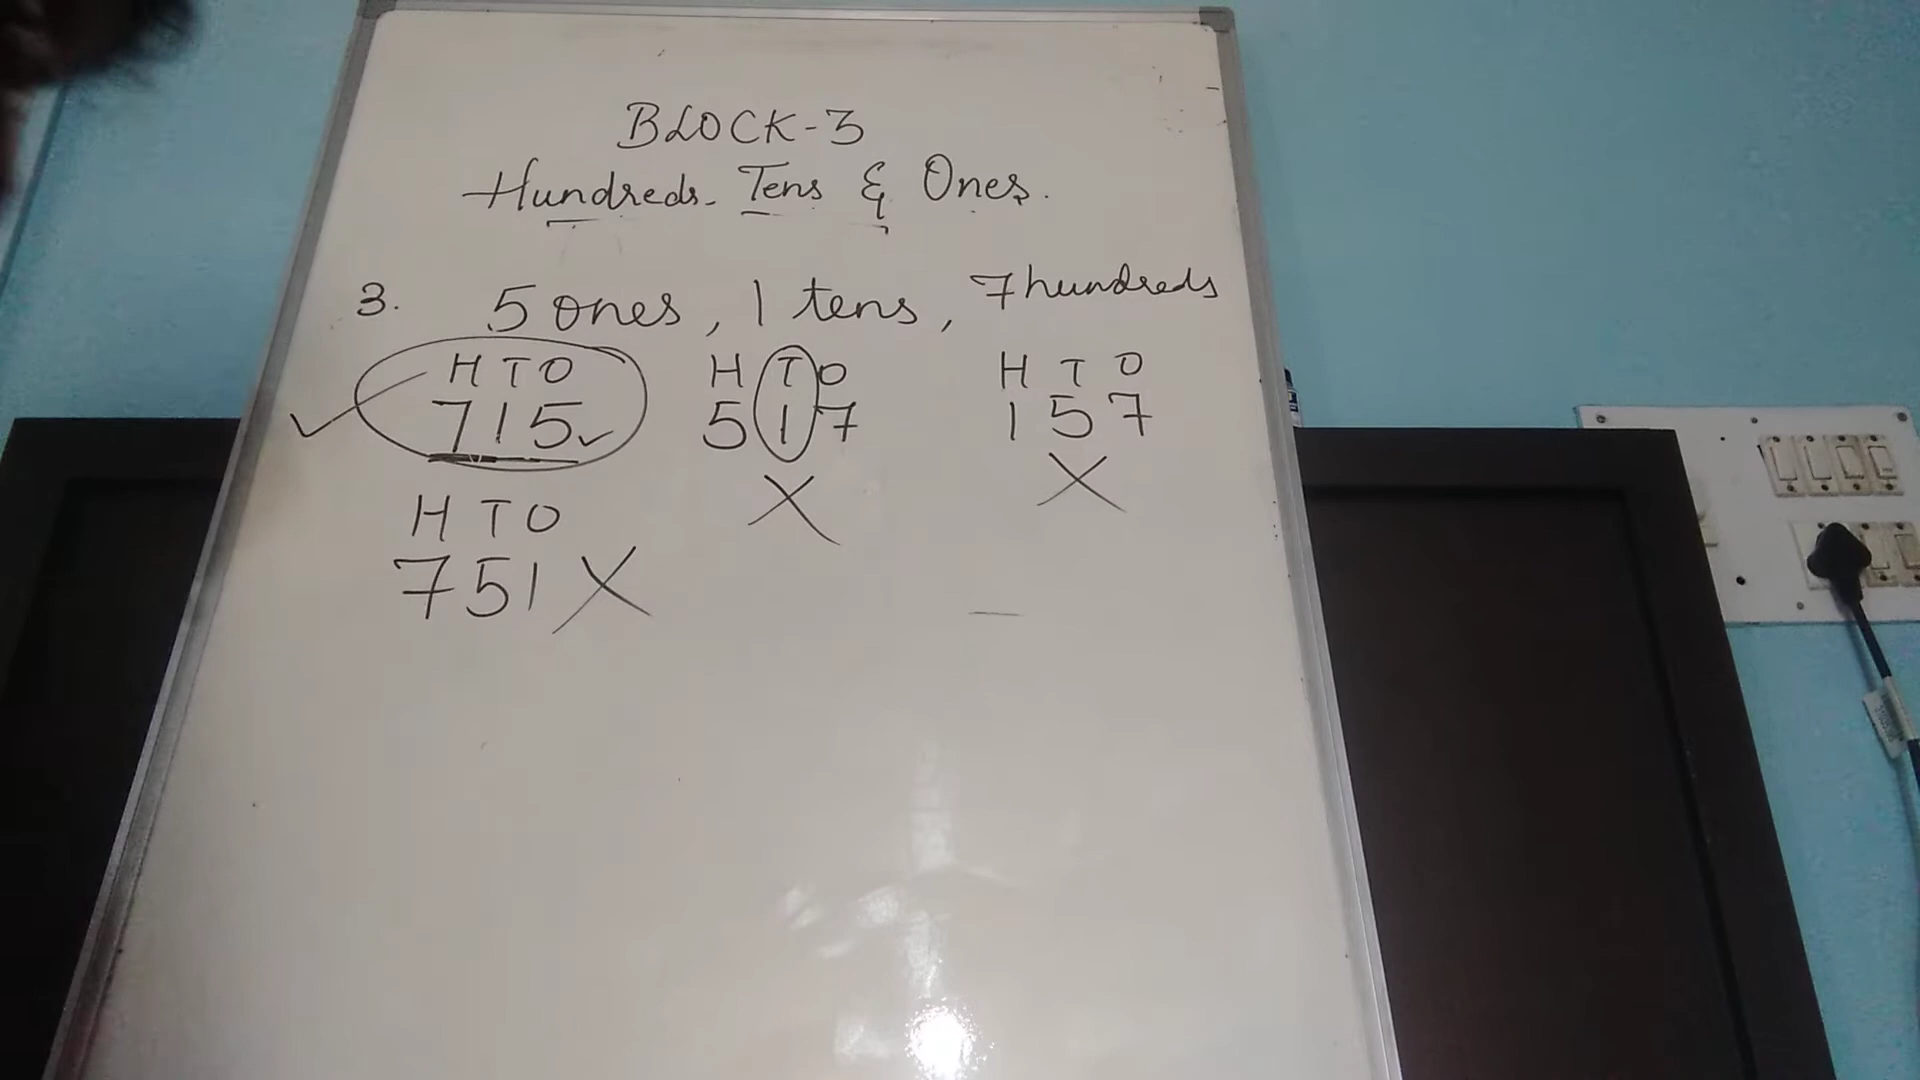 BLOCK-3
Hundreds- Tens & Ones.
3. 5 ones, 1 tens, 7 hundreds
H T O H T O H T O
715 517 157
H T O
751